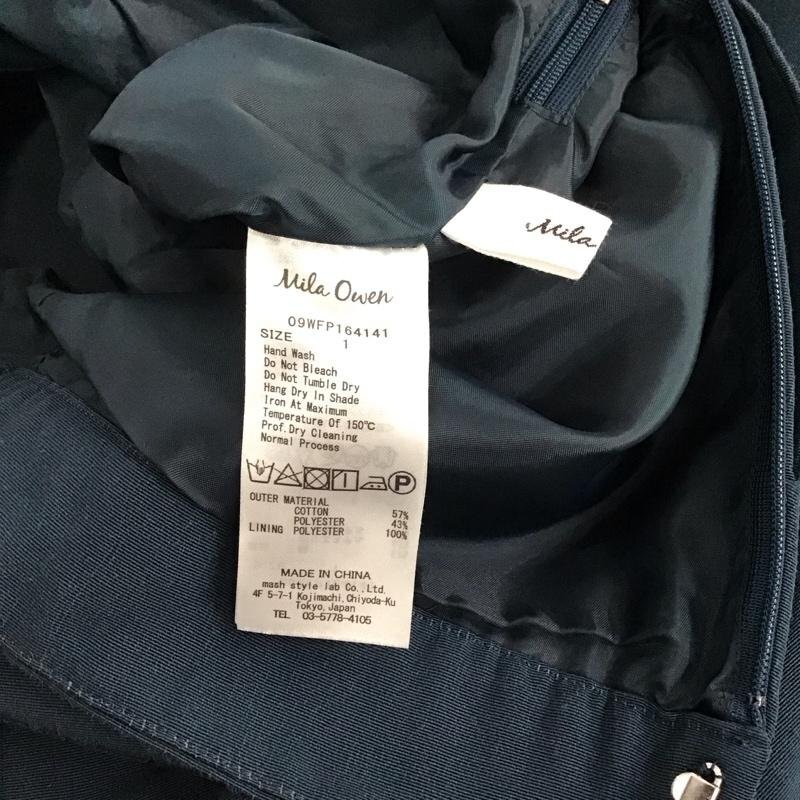 Mila
Mila Owen
09WFP164141
SIZE 1
Hand Wash
Do Not Bleach
Do Not Tumble Dry
Hang Dry In Shade
Iron At Maximum
Temperature Of 150℃
Prof.Dry Cleaning
Normal Process
P
OUTER MATERIAL
COTTON 57%
POLYESTER 43%
LINING POLYESTER 100%
MADE IN CHINA
mash style lab Co.,Ltd.
4F 5-7-1 Kojimachi,Chiyoda-Ku
Tokyo,Japan
TEL 03-5778-4105